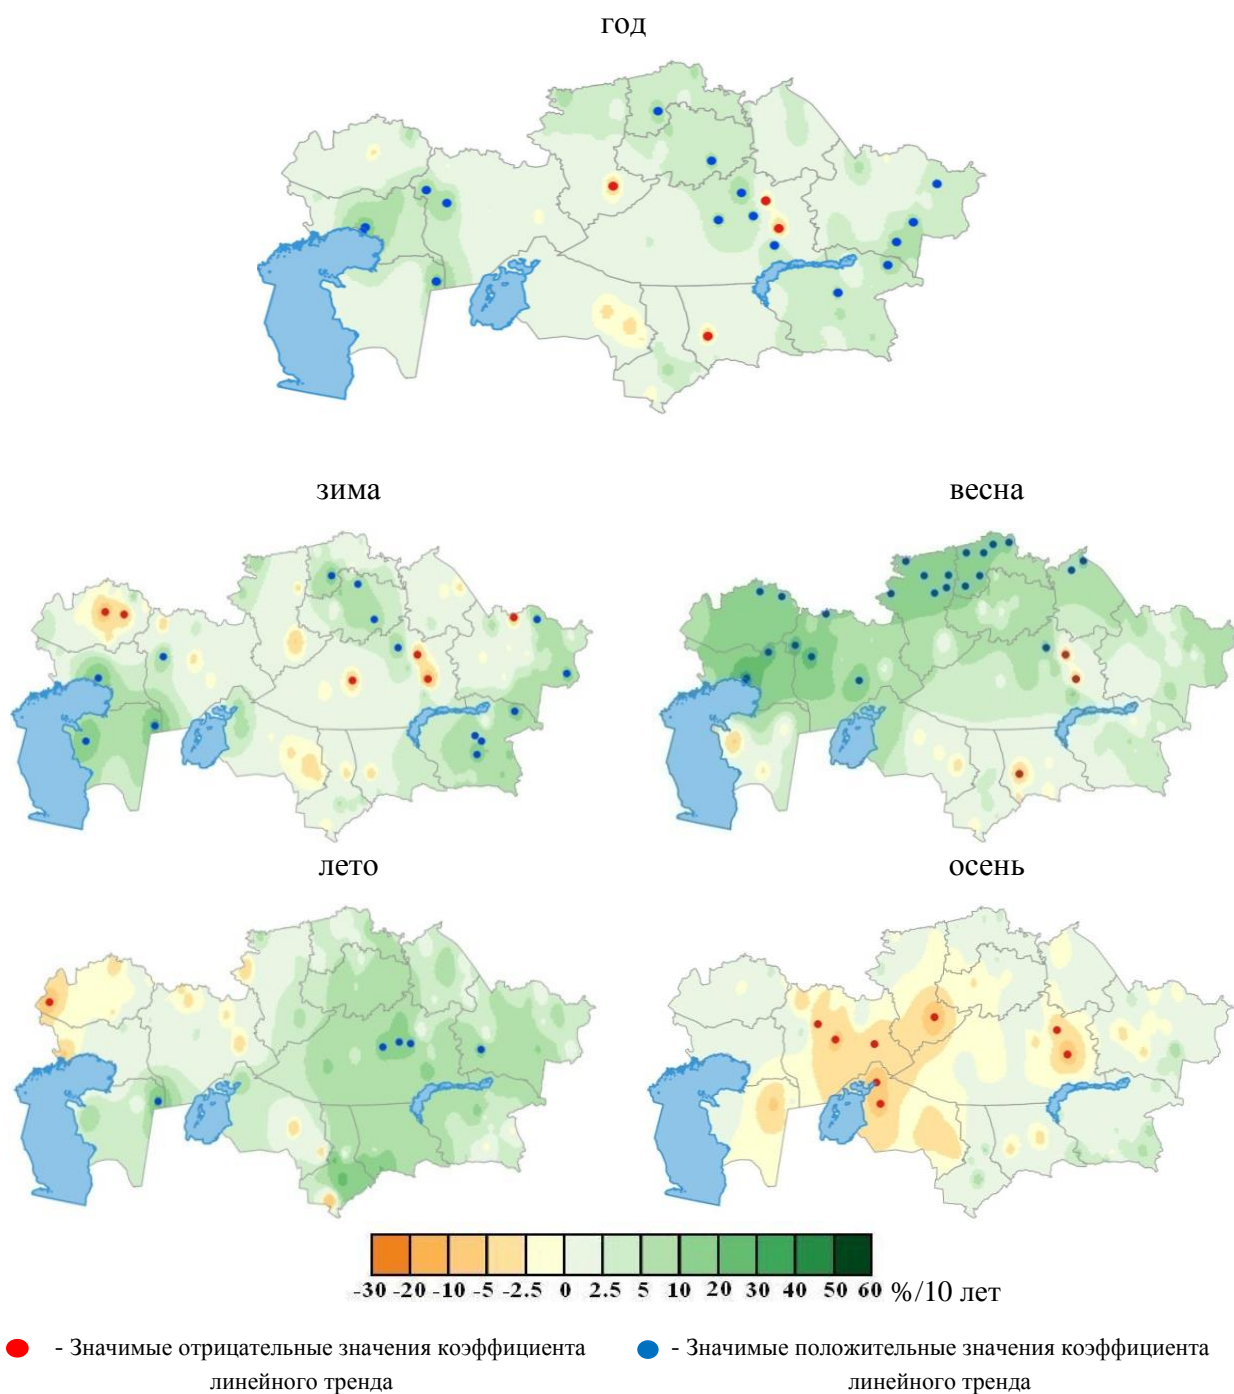 год
зима
весна
лето
осень
-30 -20 -10 -5 -2.5 0 2.5 5 10 20 30 40 50 60 %/10 лет
- Значимые отрицательные значения коэффициента
линейного тренда
- Значимые положительные значения коэффициента
линейного тренда